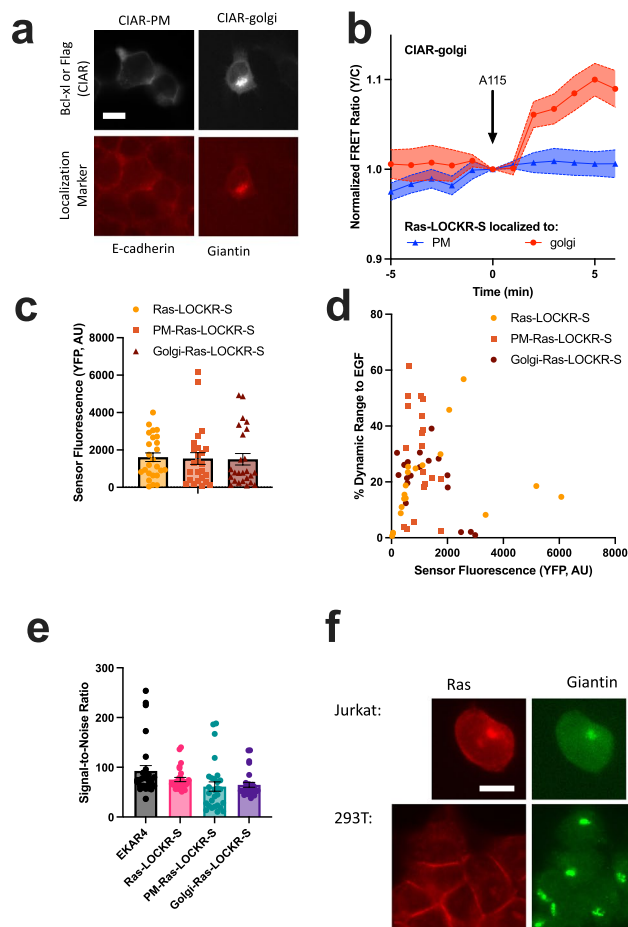 a
CIAR-PM
CIAR-golgi
Bcl-xl or Flag
(CIAR)
Localization
Marker
E-cadherin
Giantin
b
CIAR-golgi
A115
Normalized FRET Ratio (Y/C)
1.1
1.0
0.9
Ras-LOCKR-S localized to:
PM
golgi
-5
0
5
Time (min)
c
Ras-LOCKR-S
PM-Ras-LOCKR-S
Golgi-Ras-LOCKR-S
Sensor Fluorescence (YFP, AU)
8000
6000
4000
2000
0
d
Ras-LOCKR-S
PM-Ras-LOCKR-S
Golgi-Ras-LOCKR-S
% Dynamic Range to EGF
80
60
40
20
0
0
2000
4000
6000
8000
Sensor Fluorescence (YFP, AU)
e
Signal-to-Noise Ratio
300
200
100
0
EKAR4
Ras-LOCKR-S
PM-Ras-LOCKR-S
Golgi-Ras-LOCKR-S
f
Ras
Giantin
Jurkat:
293T: